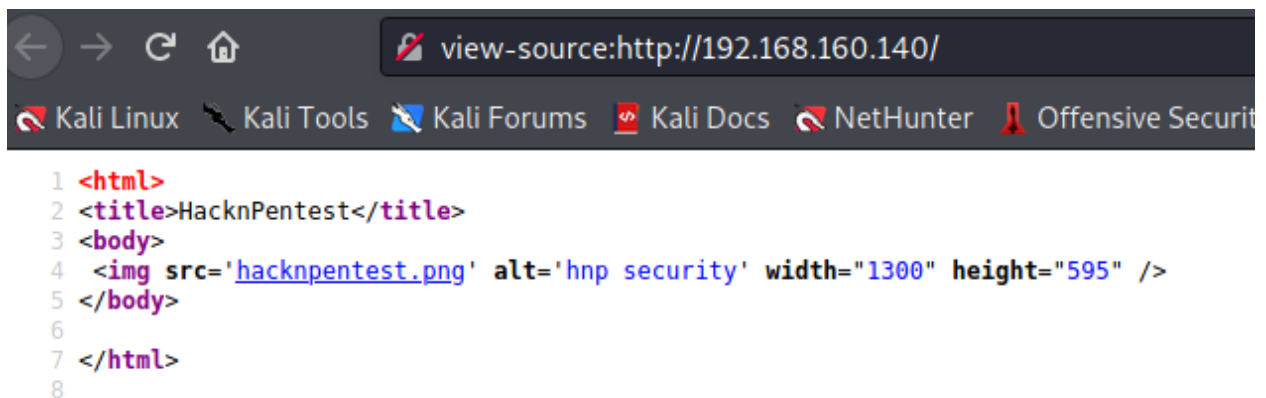 view-source:http://192.168.160.140/
Kali Linux Kali Tools Kali Forums Kali Docs NetHunter Offensive Securit
1 <html>
2 <title>HacknPentest</title>
3 <body>
4 <img src='hacknpentest.png' alt='hnp security' width="1300" height="595" />
5 </body>
6
7 </html>
8